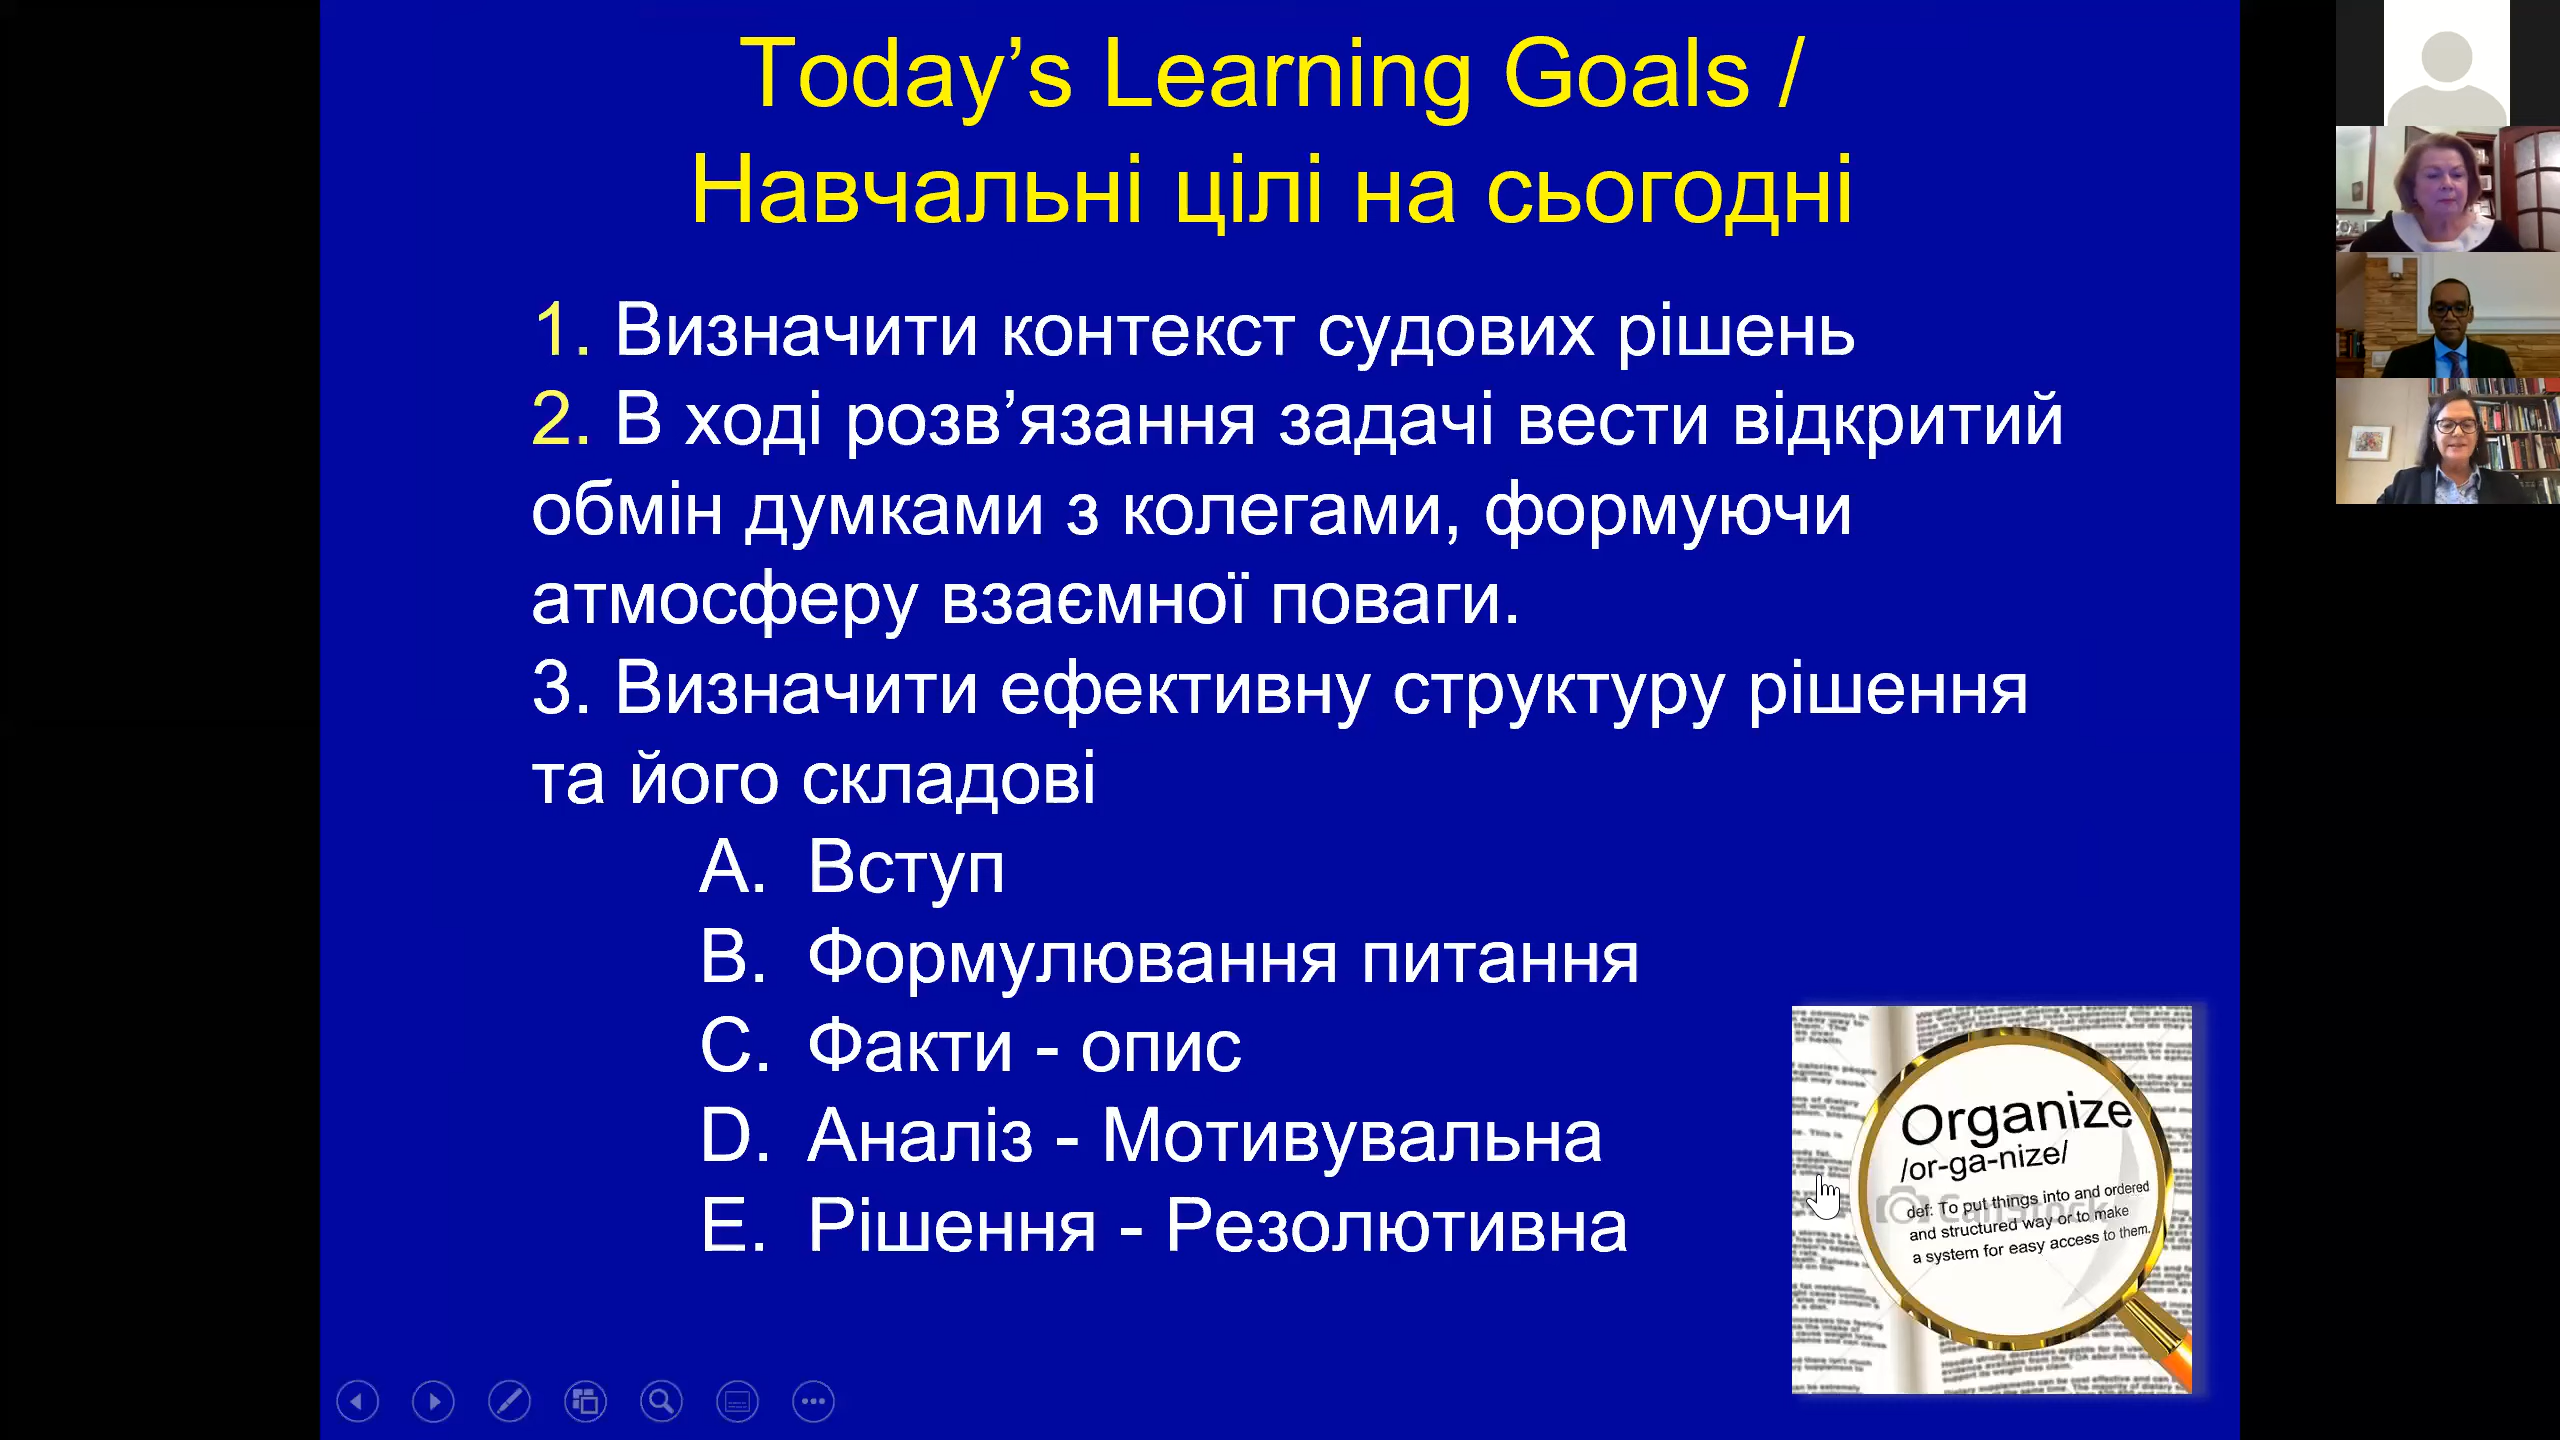 Today’s Learning Goals /
Навчальні цілі на сьогодні
1. Визначити контекст судових рішень
2. В ході розв’язання задачі вести відкритий
обмін думками з колегами, формуючи
атмосферу взаємної поваги.
3. Визначити ефективну структуру рішення
та його складові
A. Вступ
B. Формулювання питання
C. Факти - опис
D. Аналіз - Мотивувальна
E. Рішення - Резолютивна
Organize
/or-ga-nize/
def: To put things into and ordered
and structured way or to make
a system for easy access to them.